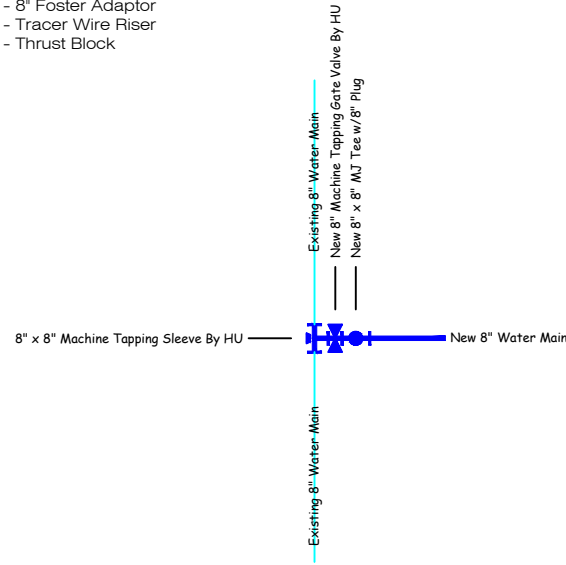 - 8" Foster Adaptor
- Tracer Wire Riser
- Thrust Block
Existing 8" Water Main
New 8" Machine Tapping Gate Valve By HU
New 8" x 8" MJ Tee w/8" Plug
8" x 8" Machine Tapping Sleeve By HU
New 8" Water Main
Existing 8" Water Main